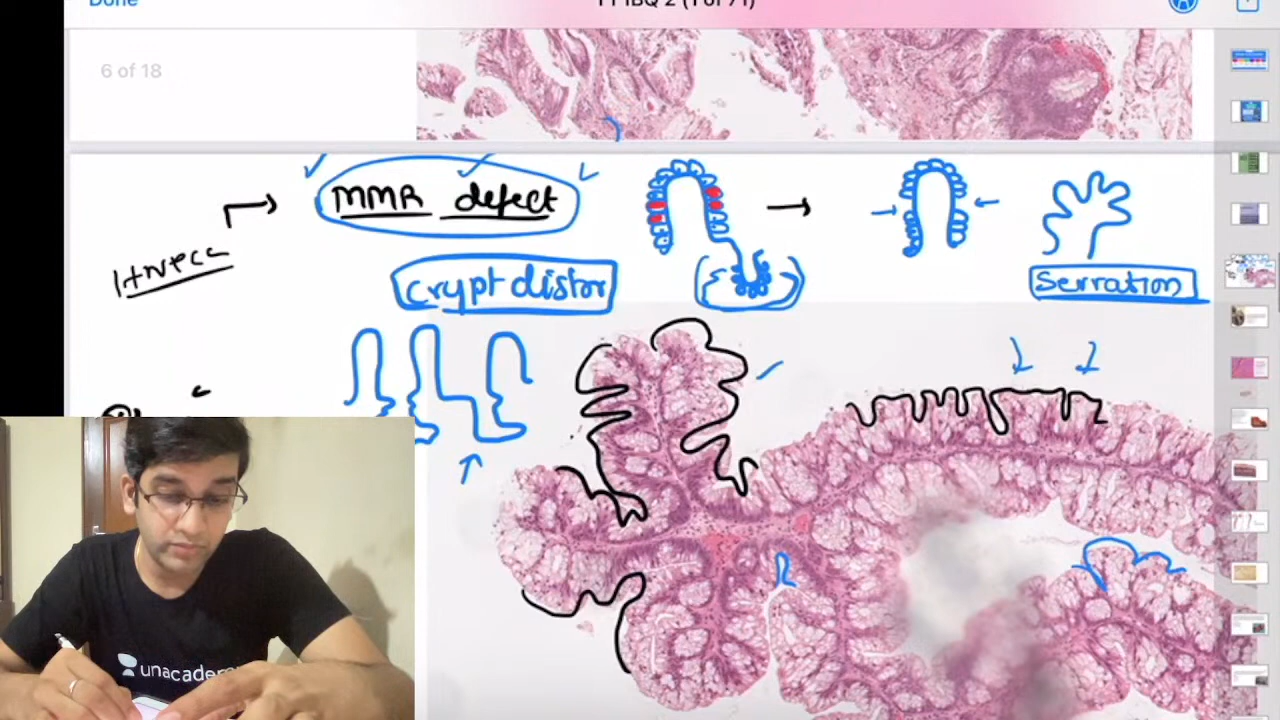 Done
6 of 18
MMR defect
HNPCC
crypt distor
Serration
unacade